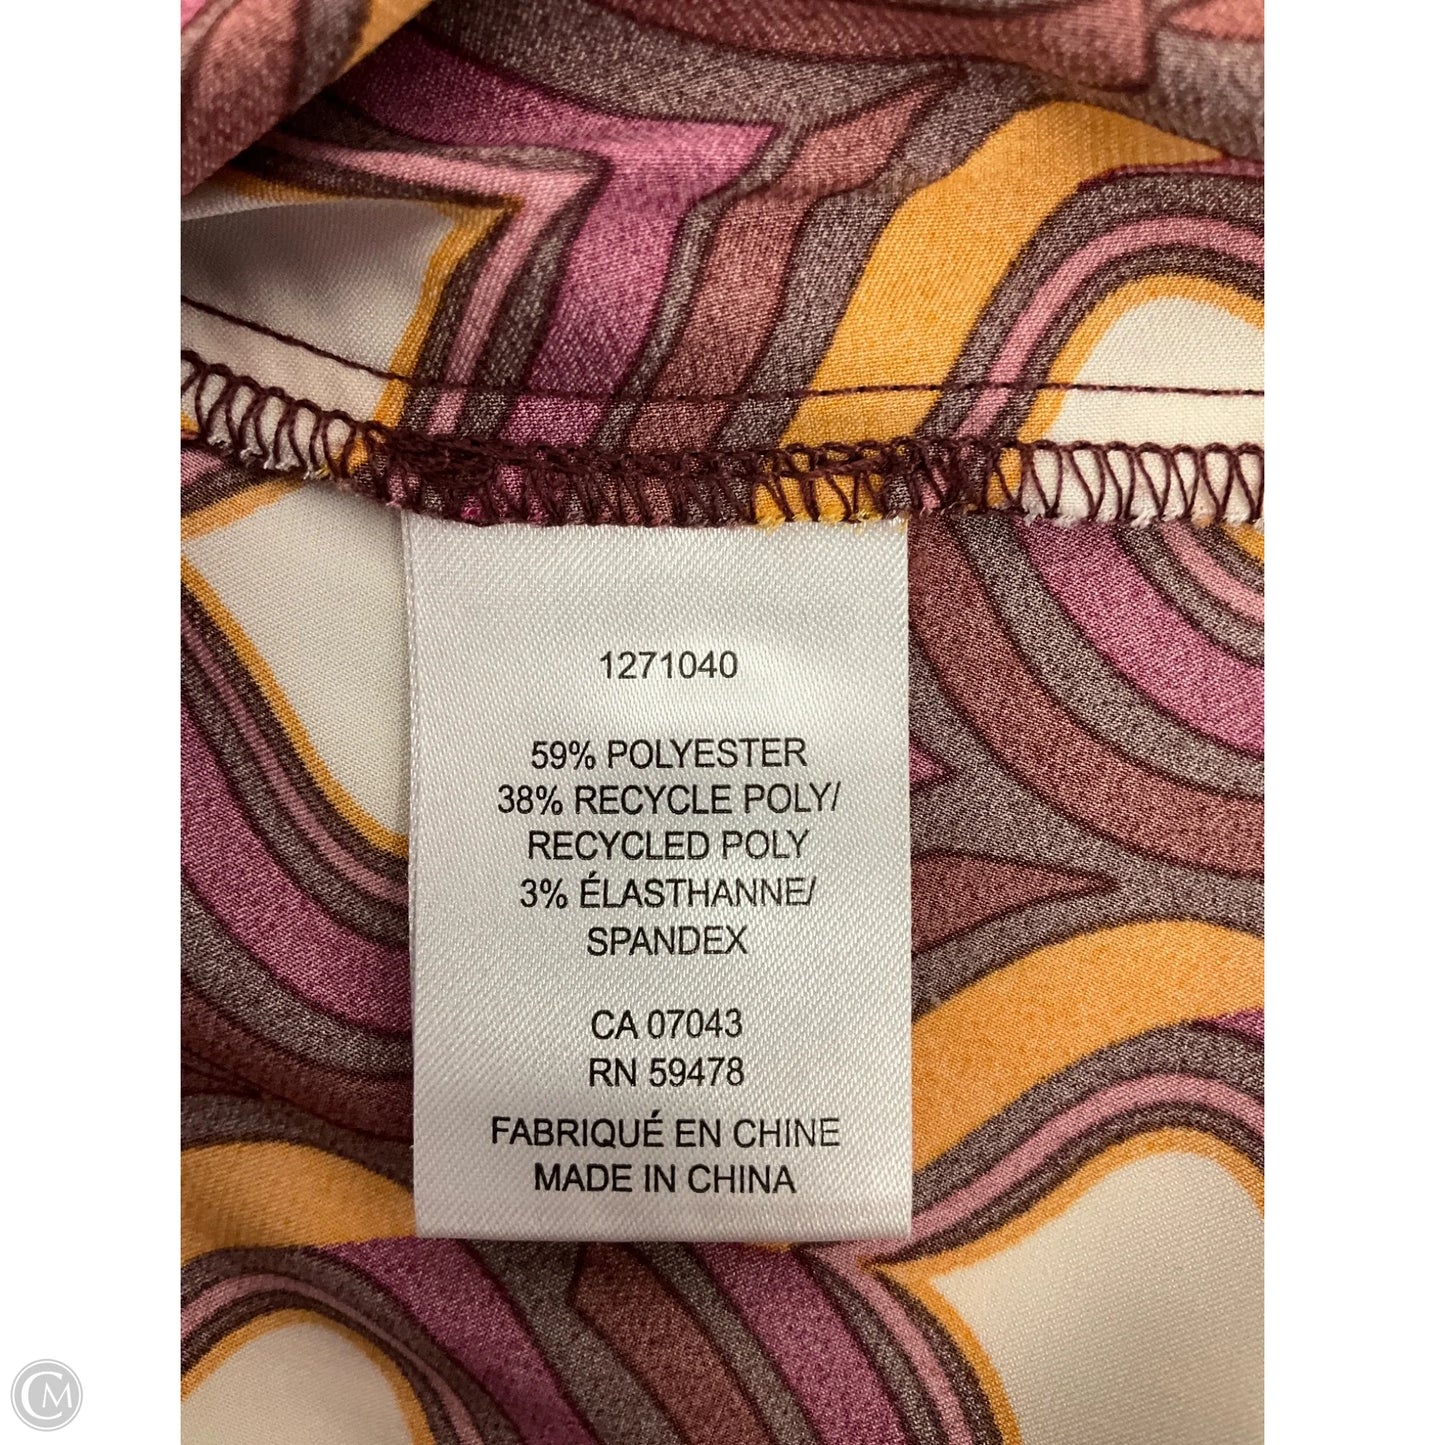 1271040
59% POLYESTER
38% RECYCLE POLY/
RECYCLED POLY
3% ÉLASTHANNE/
SPANDEX
CA 07043
RN 59478
FABRIQUÉ EN CHINE
MADE IN CHINA
CM